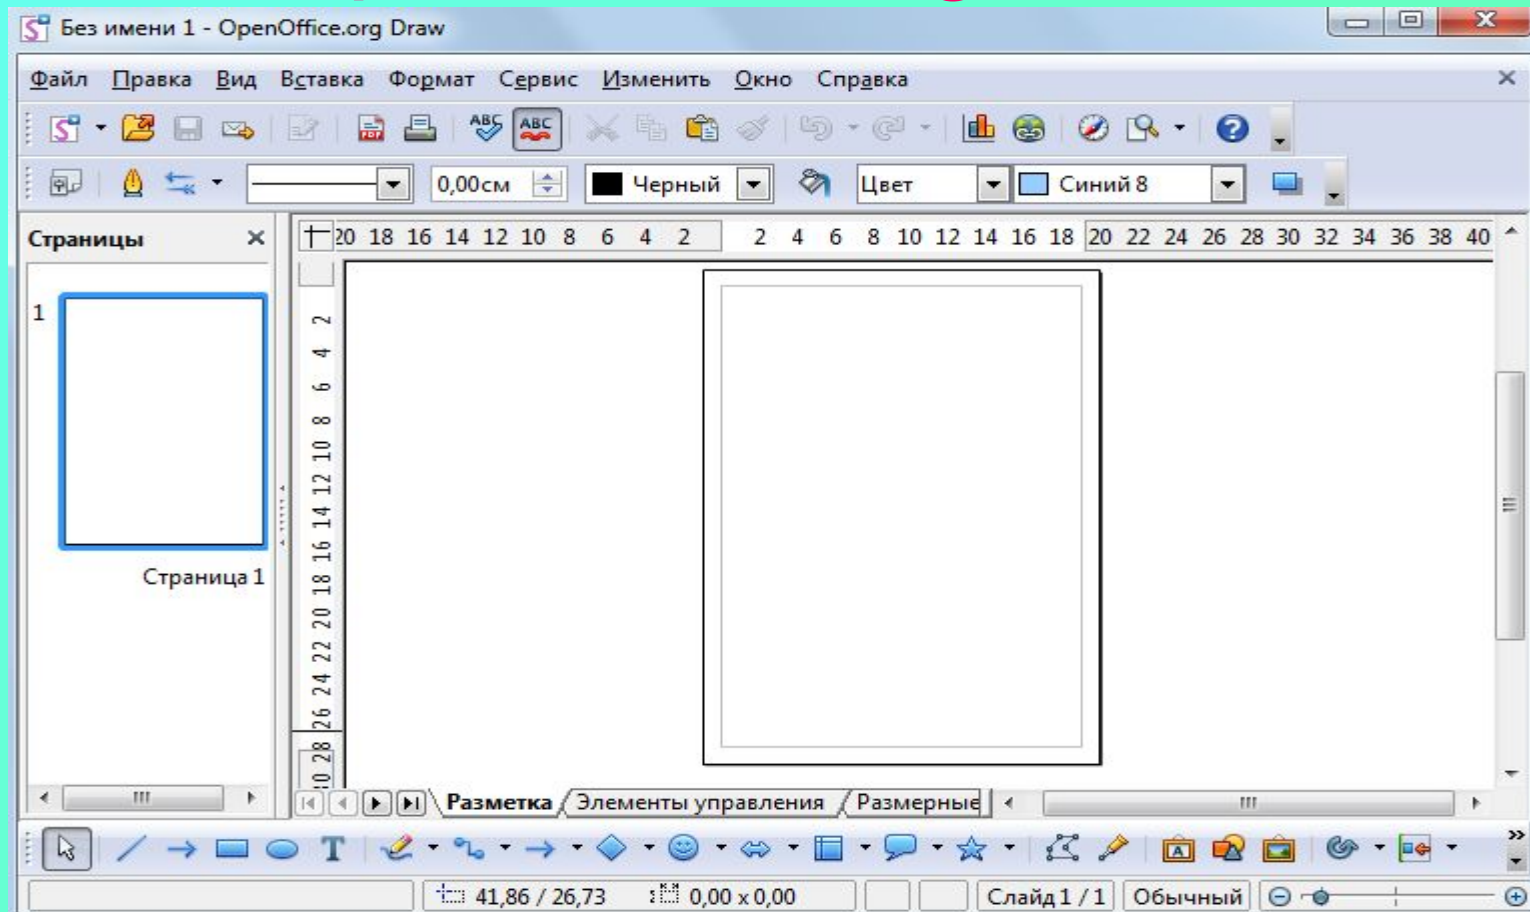 Без имени 1 - OpenOffice.org Draw
Файл Правка Вид Вставка Формат Сервис Изменить Окно Справка
ABC ABC
0,00см Черный Цвет Синий 8
Страницы
20 18 16 14 12 10 8 6 4 2 2 4 6 8 10 12 14 16 18 20 22 24 26 28 30 32 34 36 38 40
1
2
4
6
8
10
12
14
16
18
20
22
24
26
28
Страница 1
Разметка Элементы управления Размерные
T A
41,86 / 26,73 0,00 x 0,00 Слайд 1 / 1 Обычный